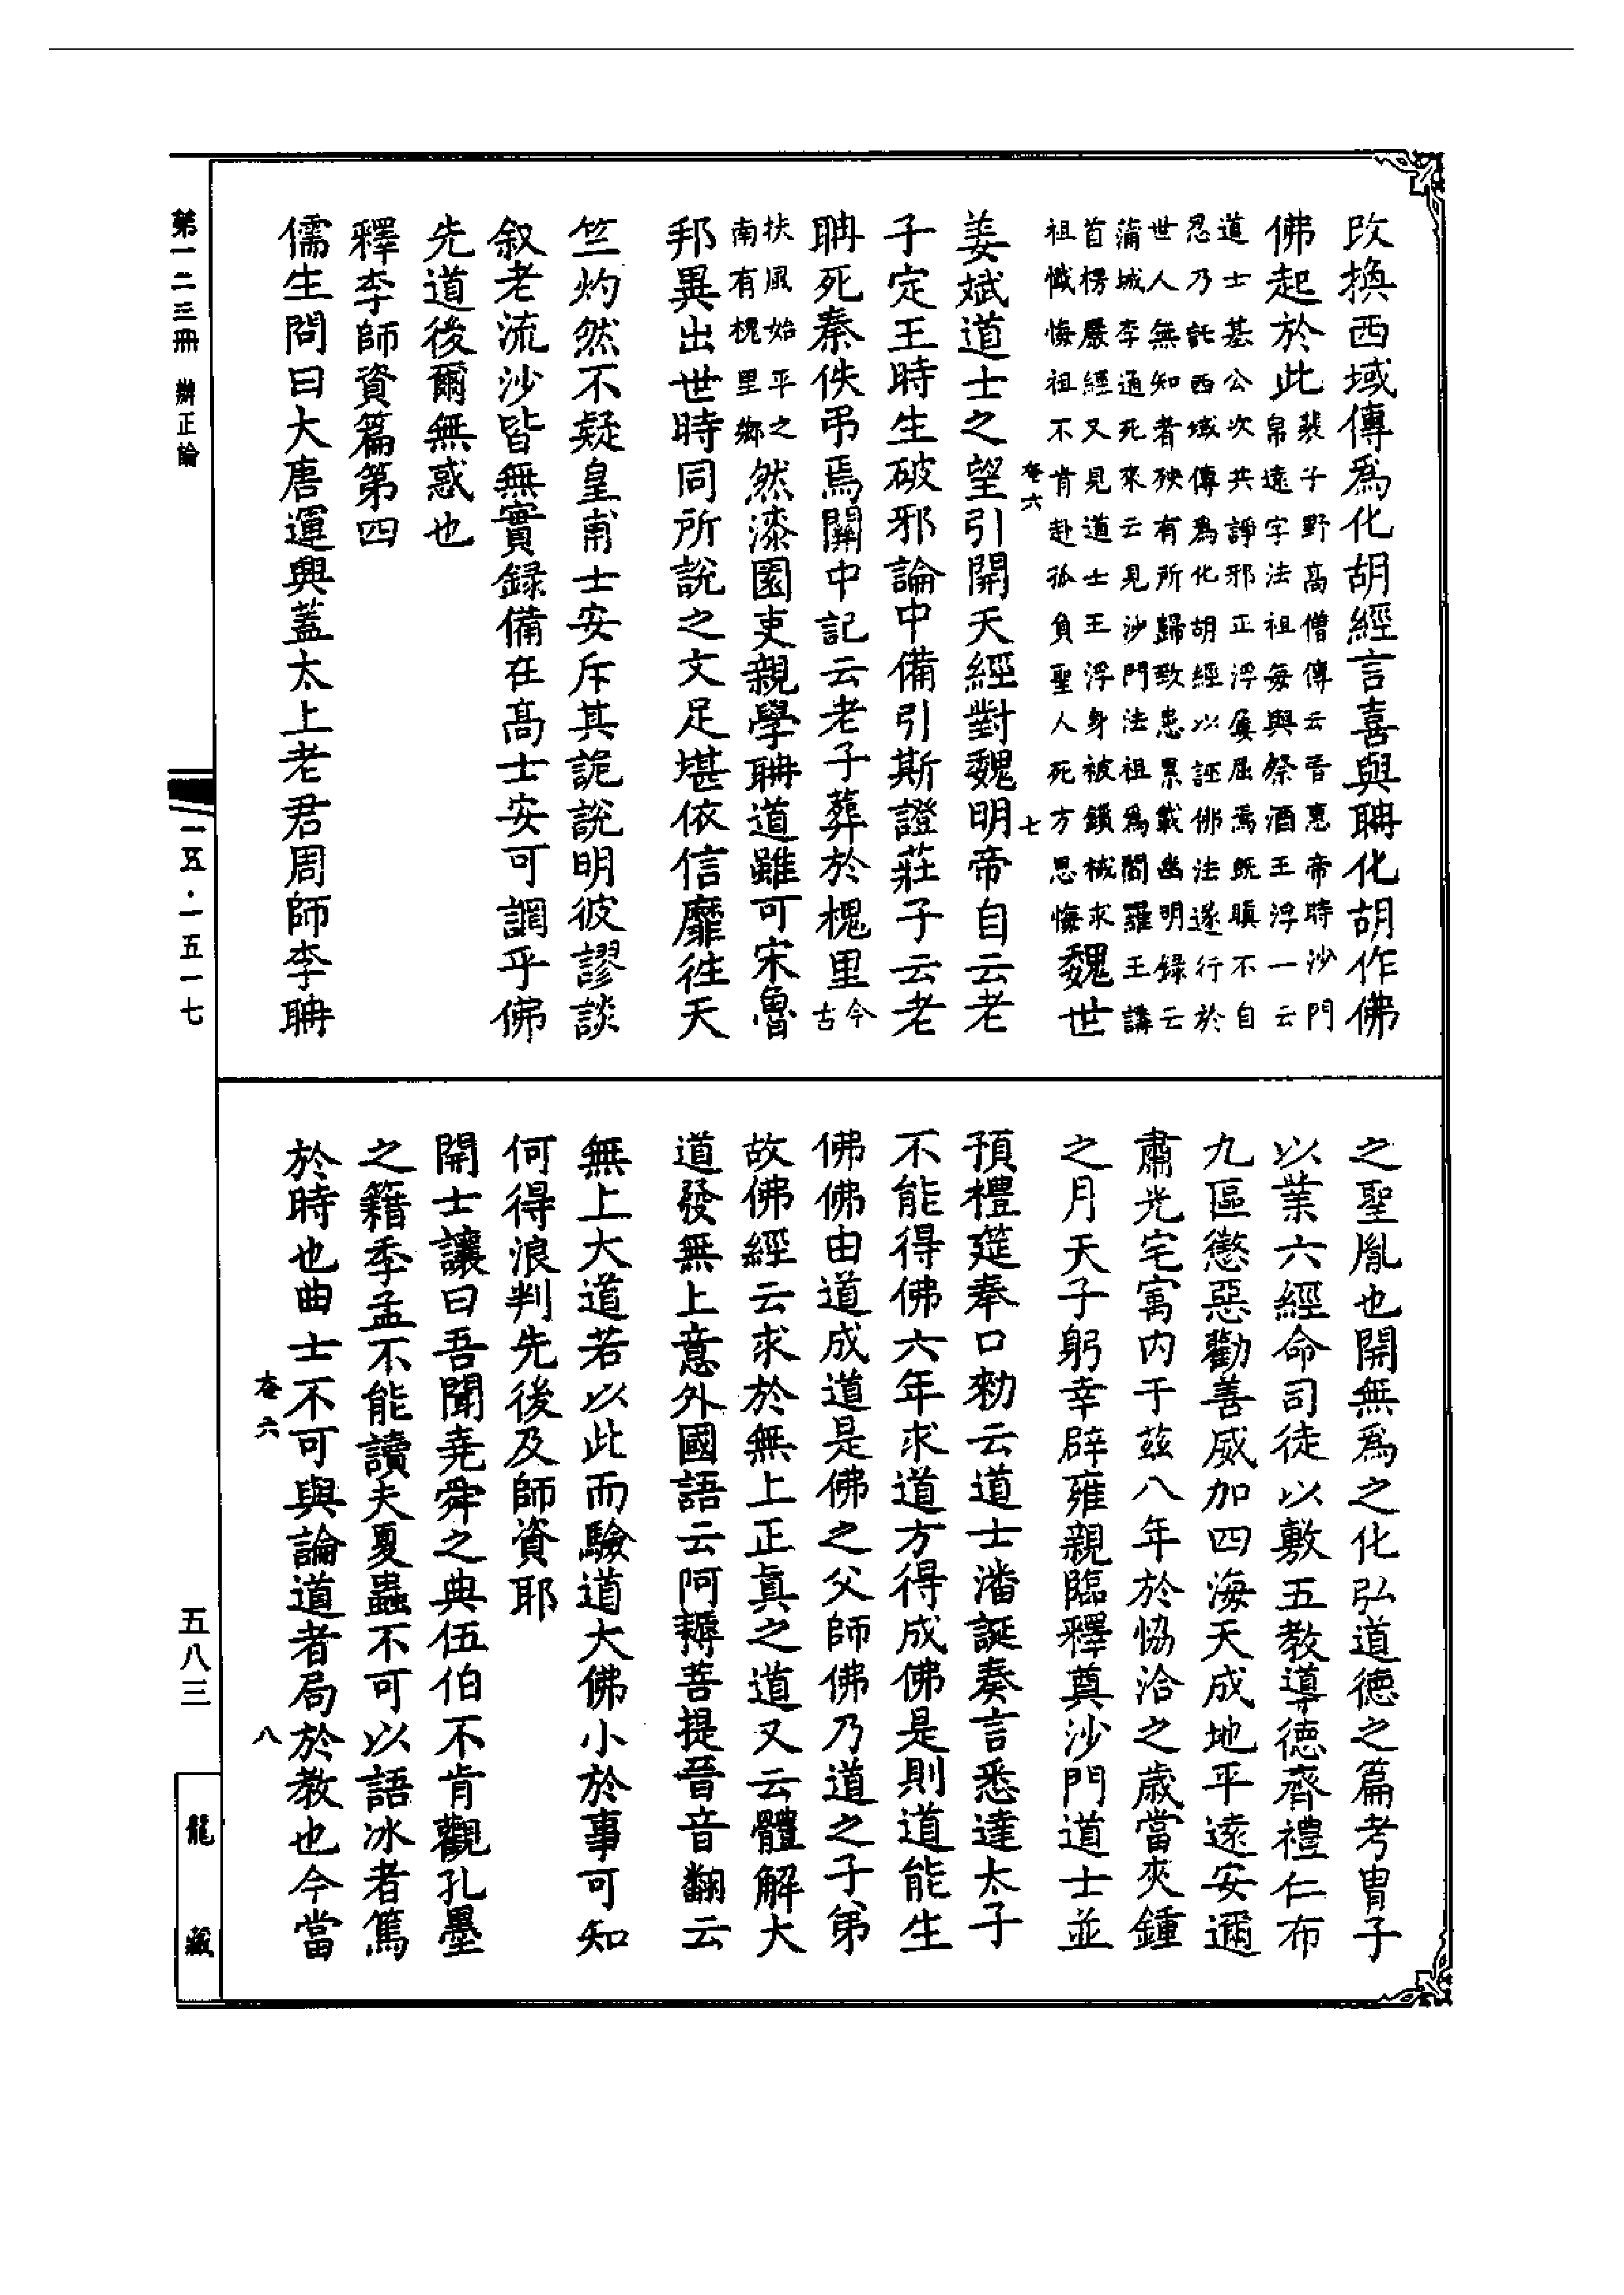 改換西域傳爲化胡經言喜與聃化胡作佛
佛起於此裴子野高僧傳云晉惠帝時沙門
帛遠字法祖每與祭酒王浮一云
道士基公次共諍邪正浮屢屈焉既瞋不自
忍乃託西域傳爲化胡經以誣佛法遂行於
世人無知者殃有所歸致患累載幽明錄云
蒲城李通死來云見沙門法祖爲閻羅王講
首楞嚴經又見道士王浮身被鎖械求
祖懺悔祖不肯赴孤負聖人死方思悔魏世
姜斌道士之望引開天經對魏明帝自云老
子定王時生破邪論中備引斯證莊子云老
聃死秦佚弔焉關中記云老子葬於槐里今
古
扶風始平之
南有槐里鄉然漆園吏親學聃道雖可宋魯
邦異出世時同所說之文足堪依信靡往天
竺灼然不疑皇甫士安斥其詭說明彼謬談
叙老流沙皆無實録備在高士安可調乎佛
先道後爾無惑也
釋李師資篇第四
儒生問曰大唐運興蓋太上老君周師李聃
之聖胤也開無爲之化弘道德之篇考胄子
以業六經命司徒以敷五教導德齊禮仁布
九區懲惡勸善威加四海天成地平遠安邇
肅光宅㝢内于茲八年於恊洽之歲當夾鍾
之月天子躬幸辟雍親臨釋奠沙門道士並
預禮筵奉口勑云道士潘誕奏言悉達太子
不能得佛六年求道方得成佛是則道能生
佛佛由道成道是佛之父師佛乃道之子弟
故佛經云求於無上正眞之道又云體解大
道發無上意外國語云阿耨菩提晉音翻云
無上大道若以此而驗道大佛小於事可知
何得浪判先後及師資耶
開士讓曰吾聞堯舜之典伍伯不肯觀孔墨
之籍季孟不能讀夫夏蟲不可以語冰者篤
於時也曲士不可與論道者局於教也今當
卷六
七
卷六
八
第一二三冊
辯正論
一五·一五一七
五八三
龍藏